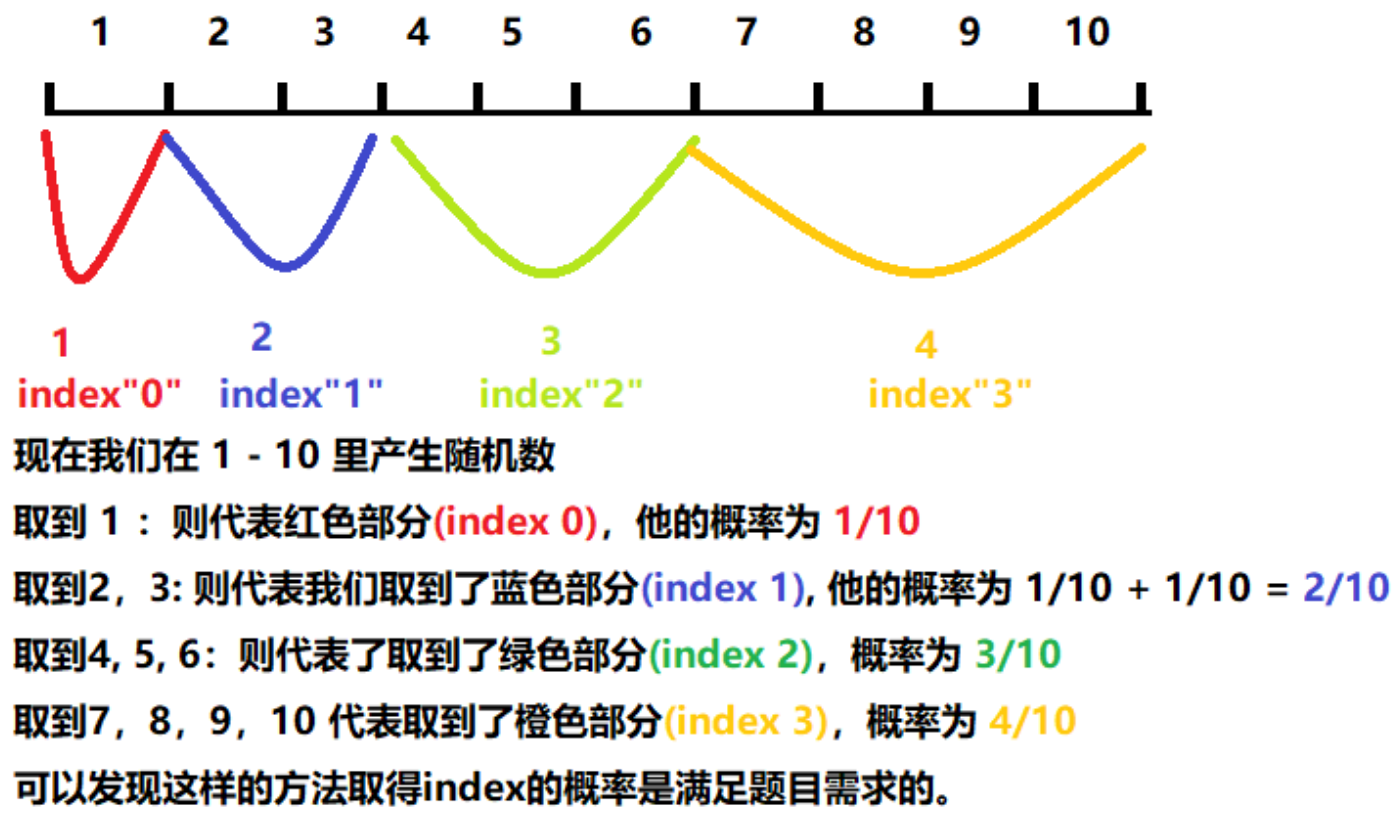 1 2 3 4 5 6 7 8 9 10
1 2 3 4
index"0" index"1" index"2" index"3"
现在我们在 1 - 10 里产生随机数
取到 1 ：则代表红色部分(index 0)，他的概率为 1/10
取到2，3: 则代表我们取到了蓝色部分(index 1), 他的概率为 1/10 + 1/10 = 2/10
取到4, 5, 6：则代表了取到了绿色部分(index 2)，概率为 3/10
取到7，8，9，10 代表取到了橙色部分(index 3)，概率为 4/10
可以发现这样的方法取得index的概率是满足题目需求的。